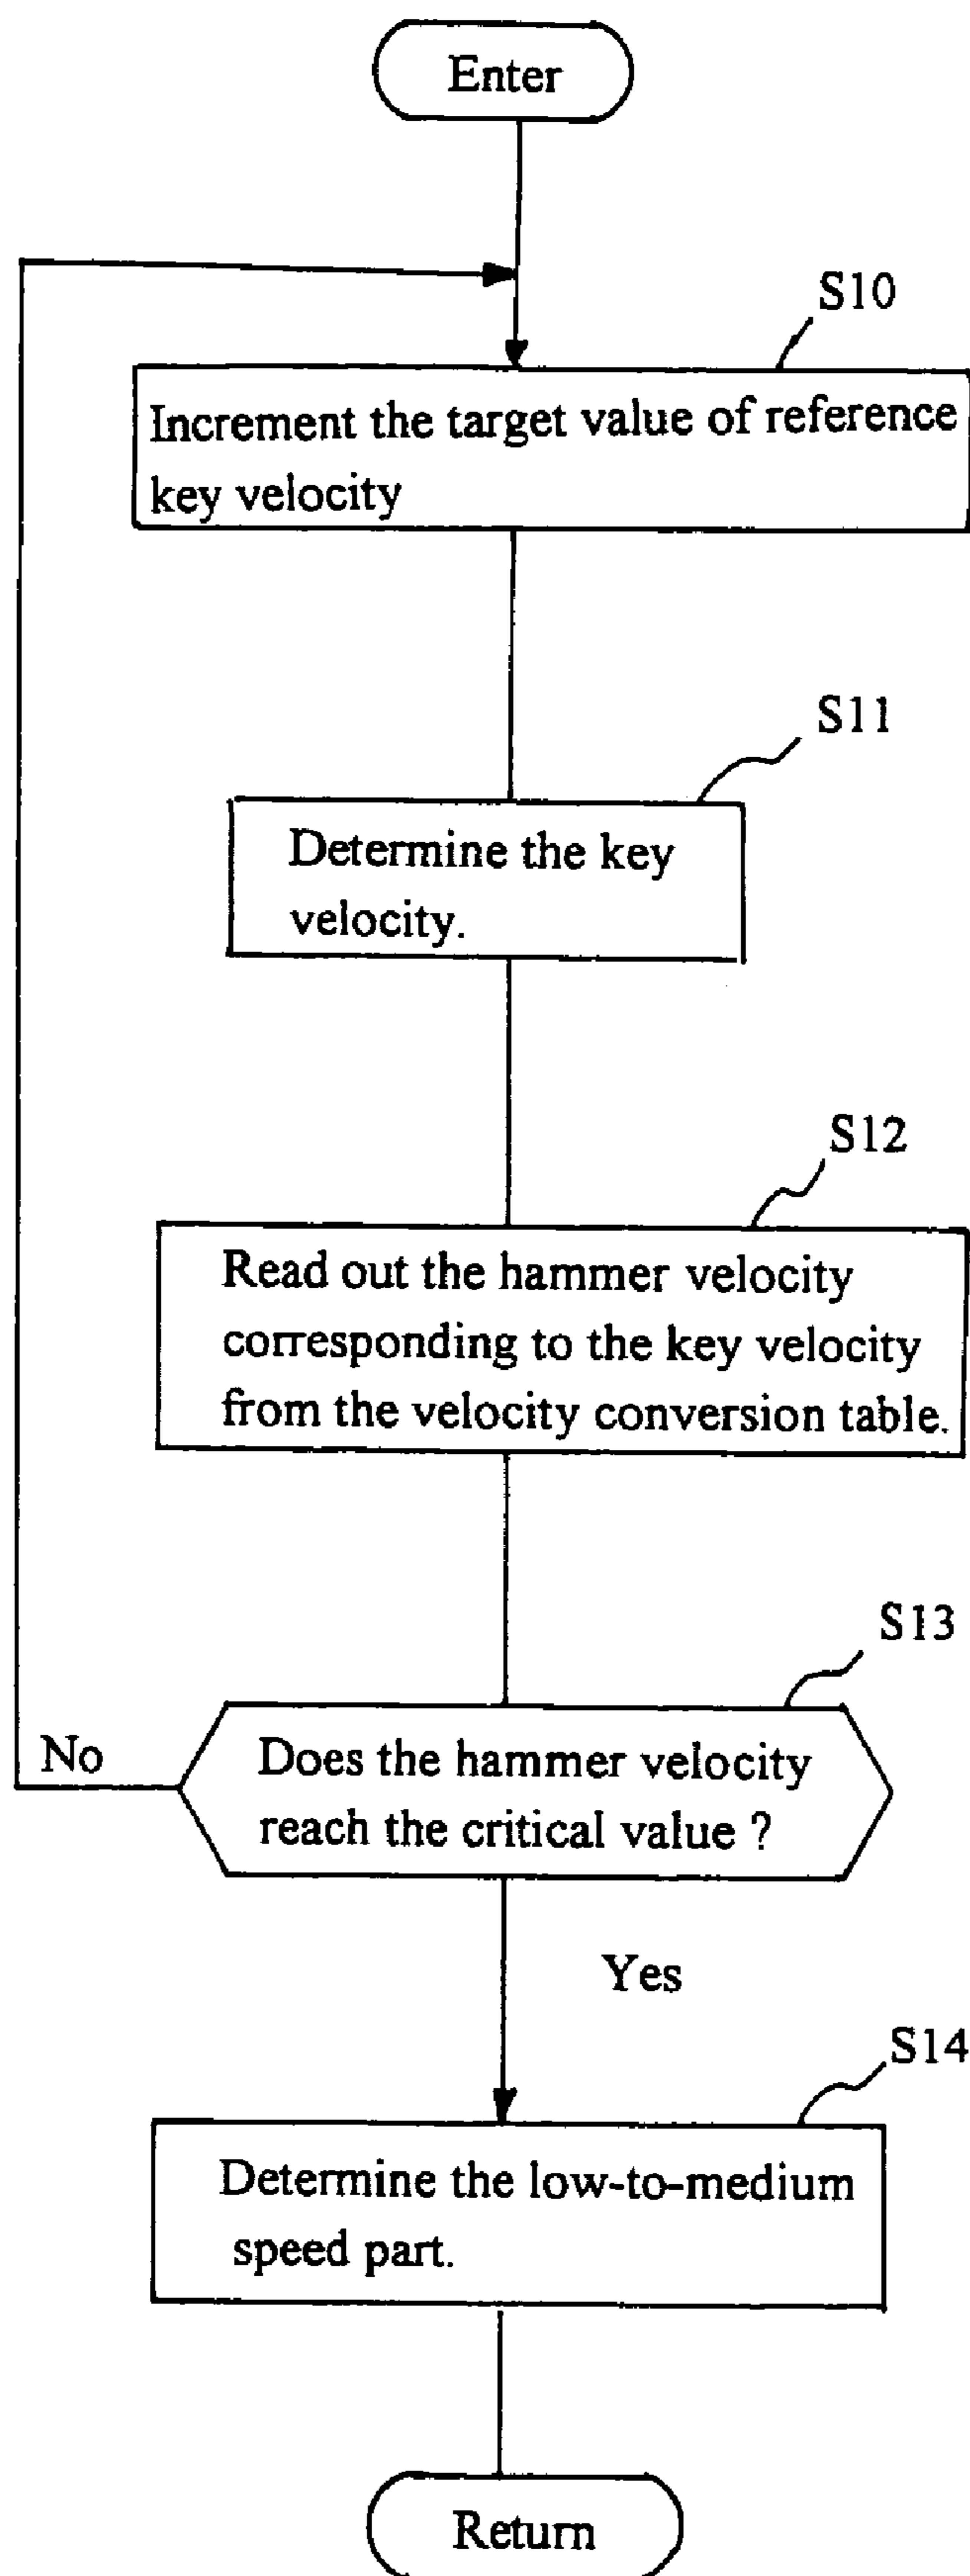 Enter
S10
Increment the target value of reference
key velocity
S11
Determine the key
velocity.
S12
Read out the hammer velocity
corresponding to the key velocity
from the velocity conversion table.
S13
No
Does the hammer velocity
reach the critical value ?
Yes
S14
Determine the low-to-medium
speed part.
Return